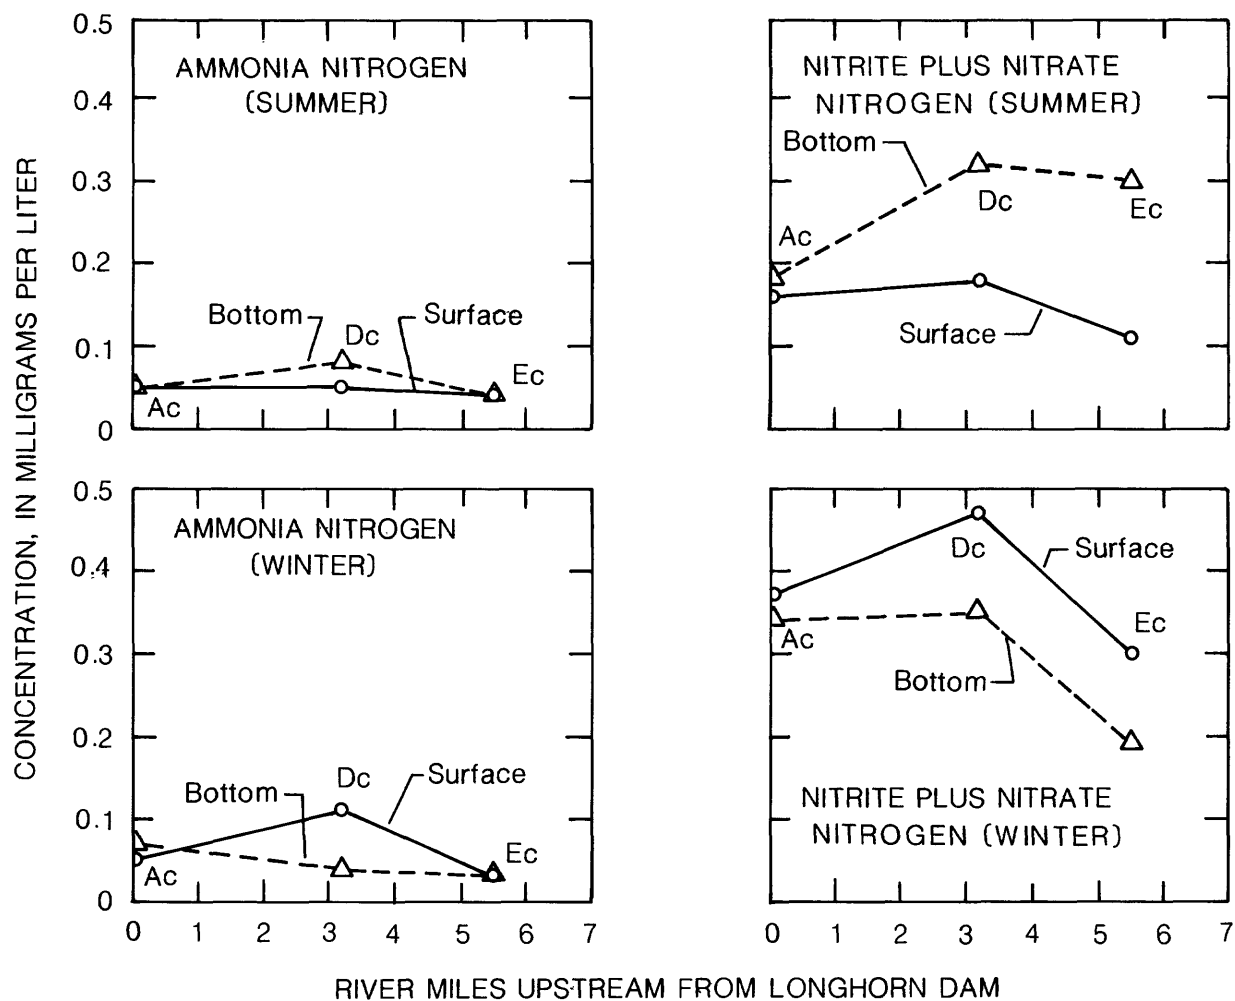 CONCENTRATION, IN MILLIGRAMS PER LITER
0.5
0.4
0.3
0.2
0.1
0
AMMONIA NITROGEN
(SUMMER)
Bottom
Dc
Surface
Ec
Ac
NITRITE PLUS NITRATE
NITROGEN (SUMMER)
Bottom
Dc
Ec
Ac
Surface
0.5
0.4
0.3
0.2
0.1
0
AMMONIA NITROGEN
(WINTER)
Dc
Surface
Bottom
Ec
Ac
0 1 2 3 4 5 6 7
Dc
Surface
Ec
Ac
Bottom
NITRITE PLUS NITRATE
NITROGEN (WINTER)
0 1 2 3 4 5 6 7
RIVER MILES UPSTREAM FROM LONGHORN DAM